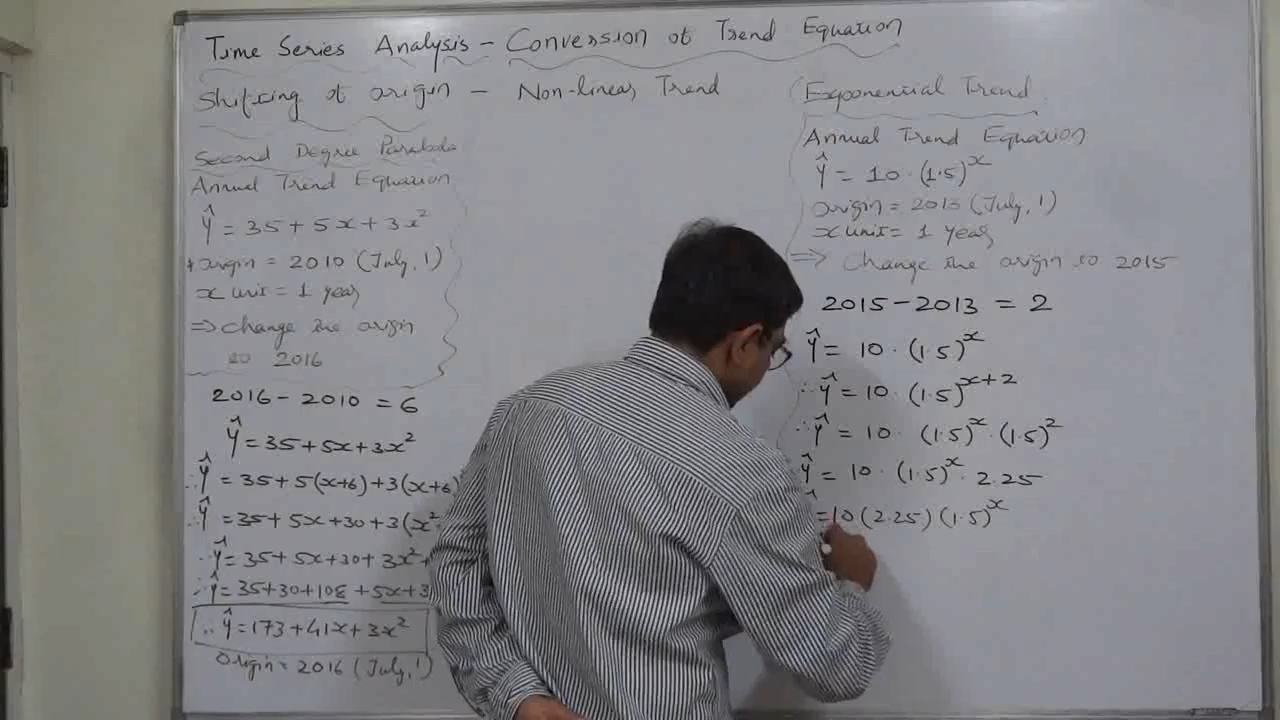 Time Series Analysis - Conversion of Trend Equation
Shifting of origin - Non-linear Trend
Second Degree Parabola
Annual Trend Equation
Ŷ = 35 + 5x + 3x²
origin = 2010 (July, 1)
x unit = 1 year
=> change the origin
to 2016
2016 - 2010 = 6
Ŷ = 35 + 5x + 3x²
∴ Ŷ = 35 + 5(x+6) + 3(x+6)
∴ Ŷ = 35 + 5x + 30 + 3(x²
∴ Ŷ = 35 + 5x + 30 + 3x²
∴ Ŷ = 35 + 30 + 108 + 5x + 3
∴ Ŷ = 173 + 41x + 3x²
Origin = 2016 (July, 1)
Exponential Trend
Annual Trend Equation
Ŷ = 10 · (1.5)ˣ
origin = 2013 (July, 1)
x unit = 1 Year
=> Change the origin to 2015
2015 - 2013 = 2
Ŷ = 10 · (1.5)ˣ
∴ Ŷ = 10 · (1.5)ˣ⁺²
∴ Ŷ = 10 · (1.5)ˣ · (1.5)²
Ŷ = 10 · (1.5)ˣ · 2.25
= 10 (2.25) (1.5)ˣ